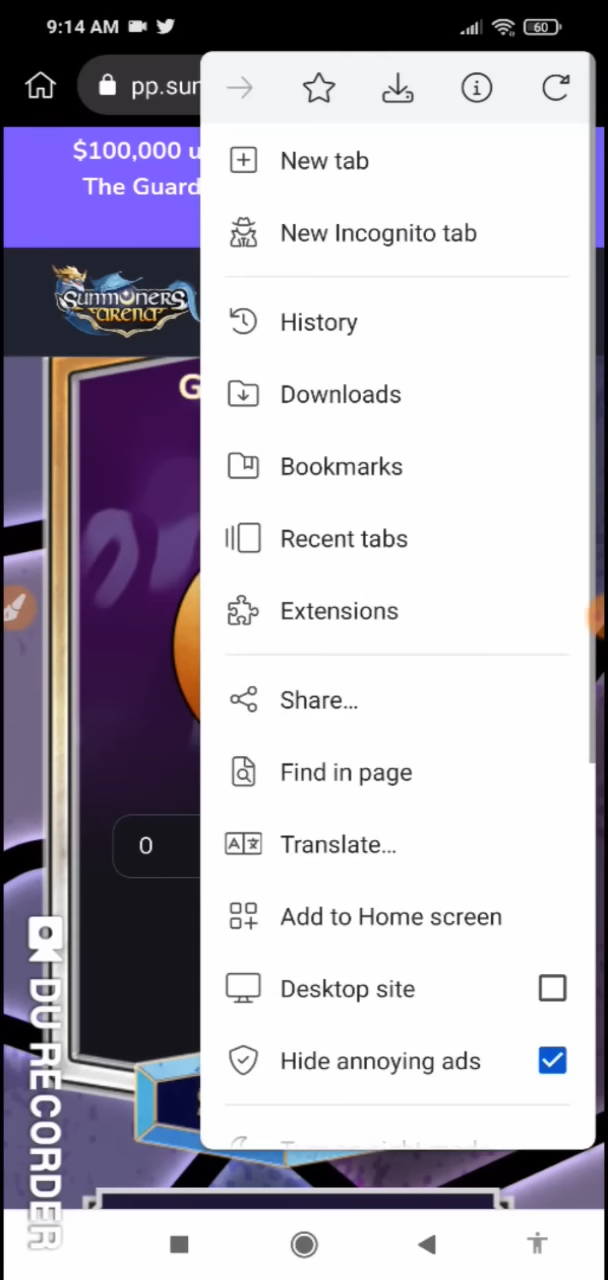 9:14 AM
60
pp.sur
$100,000 u
The Guard
SUMMONERS
ARENA
G
0
New tab
New Incognito tab
History
Downloads
Bookmarks
Recent tabs
Extensions
Share...
Find in page
Translate...
Add to Home screen
Desktop site
Hide annoying ads
DU RECORDER